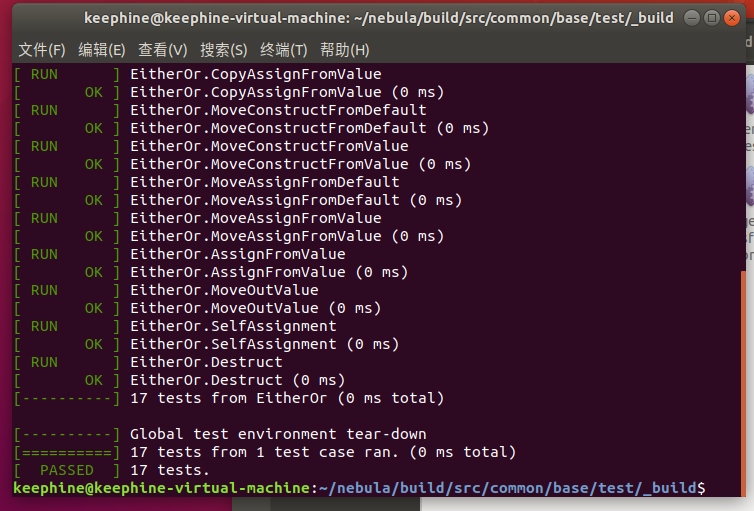 keephine@keephine-virtual-machine: ~/nebula/build/src/common/base/test/_build
文件(F) 编辑(E) 查看(V) 搜索(S) 终端(T) 帮助(H)
[ RUN      ] EitherOr.CopyAssignFromValue
[       OK ] EitherOr.CopyAssignFromValue (0 ms)
[ RUN      ] EitherOr.MoveConstructFromDefault
[       OK ] EitherOr.MoveConstructFromDefault (0 ms)
[ RUN      ] EitherOr.MoveConstructFromValue
[       OK ] EitherOr.MoveConstructFromValue (0 ms)
[ RUN      ] EitherOr.MoveAssignFromDefault
[       OK ] EitherOr.MoveAssignFromDefault (0 ms)
[ RUN      ] EitherOr.MoveAssignFromValue
[       OK ] EitherOr.MoveAssignFromValue (0 ms)
[ RUN      ] EitherOr.AssignFromValue
[       OK ] EitherOr.AssignFromValue (0 ms)
[ RUN      ] EitherOr.MoveOutValue
[       OK ] EitherOr.MoveOutValue (0 ms)
[ RUN      ] EitherOr.SelfAssignment
[       OK ] EitherOr.SelfAssignment (0 ms)
[ RUN      ] EitherOr.Destruct
[       OK ] EitherOr.Destruct (0 ms)
[----------] 17 tests from EitherOr (0 ms total)
[----------] Global test environment tear-down
[==========] 17 tests from 1 test case ran. (0 ms total)
[  PASSED  ] 17 tests.
keephine@keephine-virtual-machine:~/nebula/build/src/common/base/test/_build$